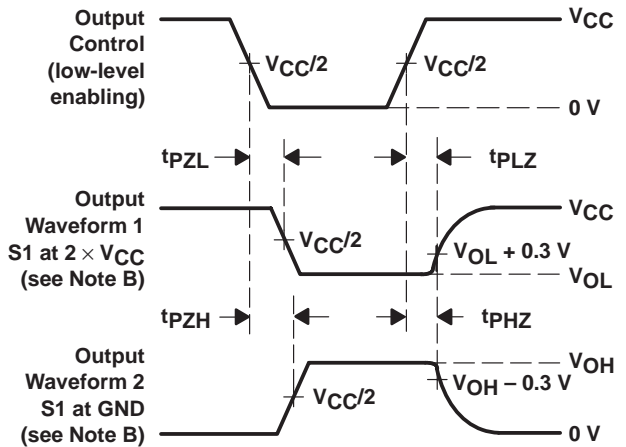 Output
Control
(low-level
enabling)
VCC
VCC/2
VCC/2
0 V
tPZL
tPLZ
Output
Waveform 1
S1 at 2 × VCC
(see Note B)
VCC
VCC/2
VOL + 0.3 V
VOL
tPZH
tPHZ
Output
Waveform 2
S1 at GND
(see Note B)
VOH
VCC/2
VOH – 0.3 V
0 V